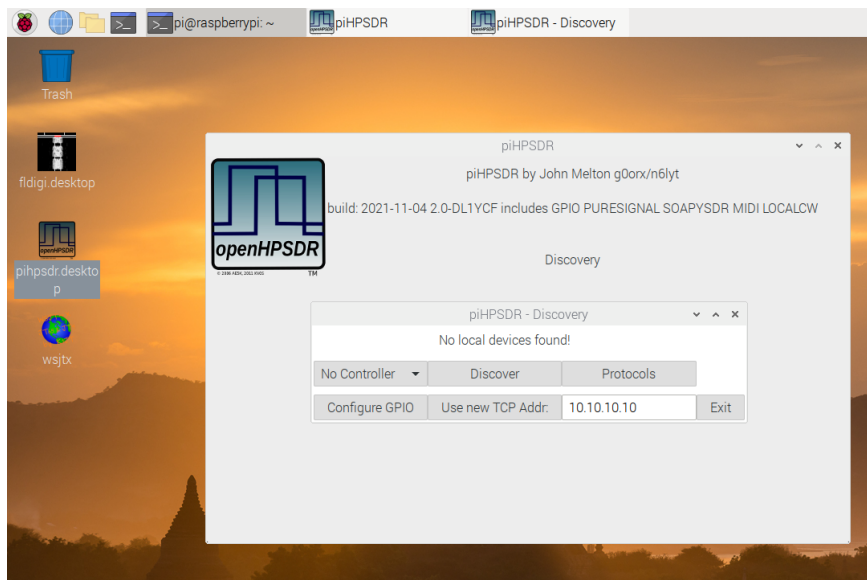 pi@raspberrypi: ~
piHPSDR
piHPSDR - Discovery
Trash
fldigi.desktop
pihpsdr.deskto
p
wsjtx
piHPSDR
openHPSDR
TM
piHPSDR by John Melton g0orx/n6lyt
build: 2021-11-04 2.0-DL1YCF includes GPIO PURESIGNAL SOAPYSDR MIDI LOCALCW
Discovery
piHPSDR - Discovery
No local devices found!
No Controller
Discover
Protocols
Configure GPIO
Use new TCP Addr:
10.10.10.10
Exit